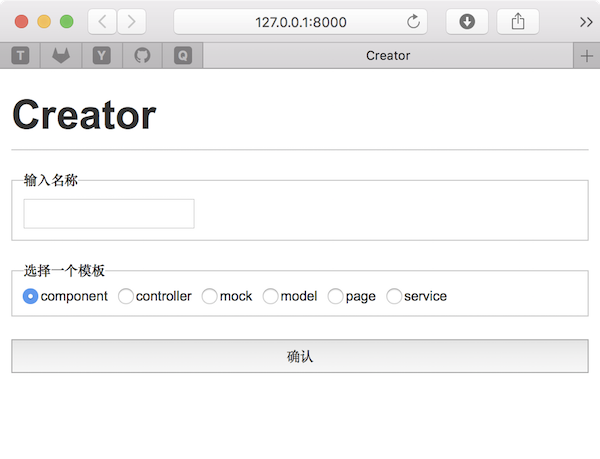 127.0.0.1:8000
T Y Q Creator
Creator
输入名称
选择一个模板
component controller mock model page service
确认